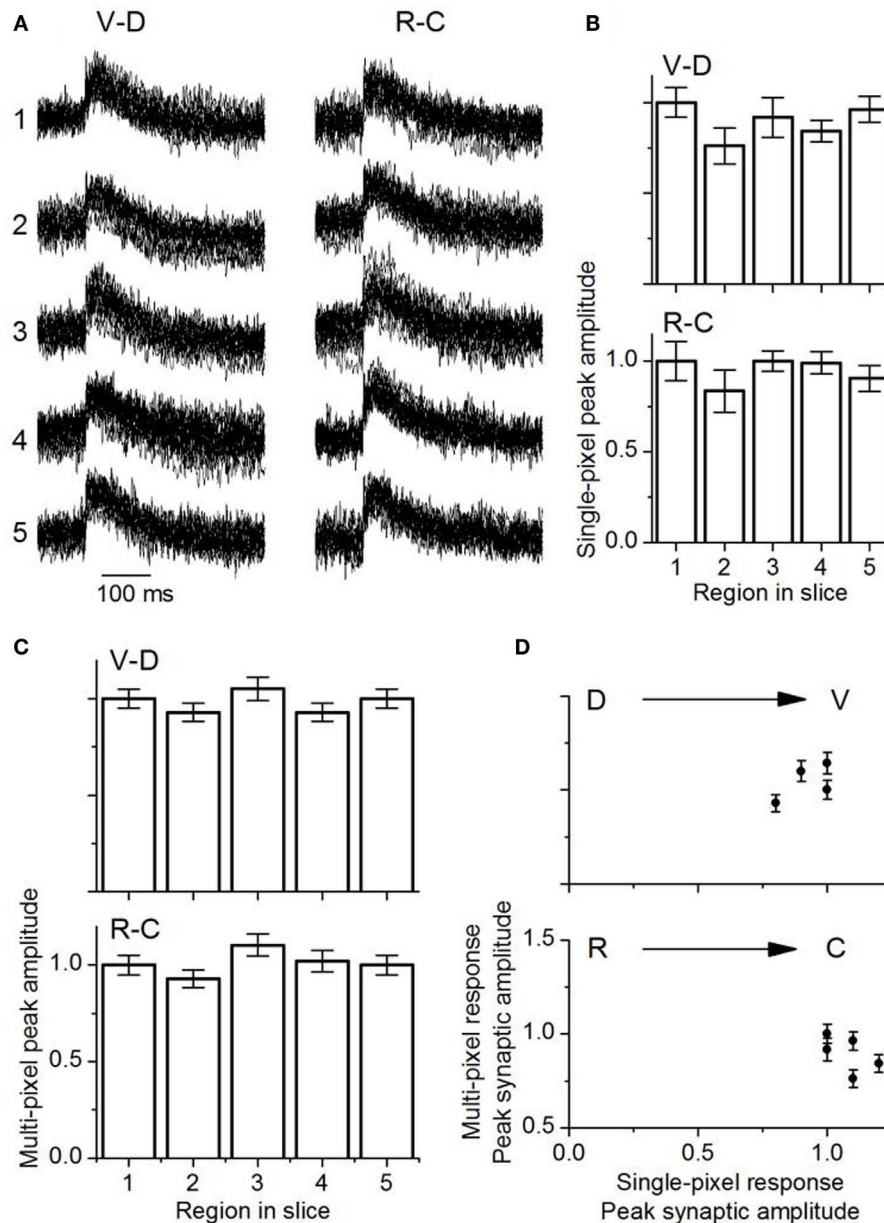 A
V-D
R-C
1
2
3
4
5
100 ms
B
V-D
R-C
Single-pixel peak amplitude
1.0
0.5
0.0
1 2 3 4 5
Region in slice
C
V-D
R-C
Multi-pixel peak amplitude
1.0
0.5
0.0
1 2 3 4 5
Region in slice
D
D V
R C
Multi-pixel response
Peak synaptic amplitude
1.5
1.0
0.5
0.0 0.5 1.0
Single-pixel response
Peak synaptic amplitude